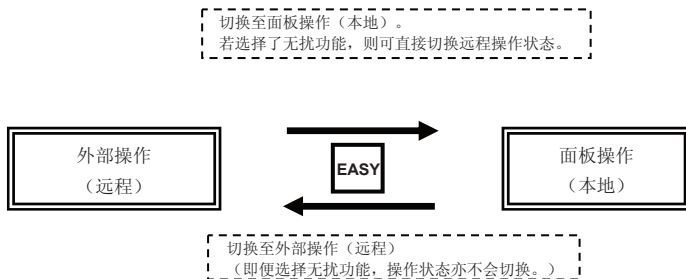 切换至面板操作（本地）。
若选择了无扰功能，则可直接切换远程操作状态。
外部操作
（远程）
EASY
面板操作
（本地）
切换至外部操作（远程）
（即便选择无扰功能，操作状态亦不会切换。）